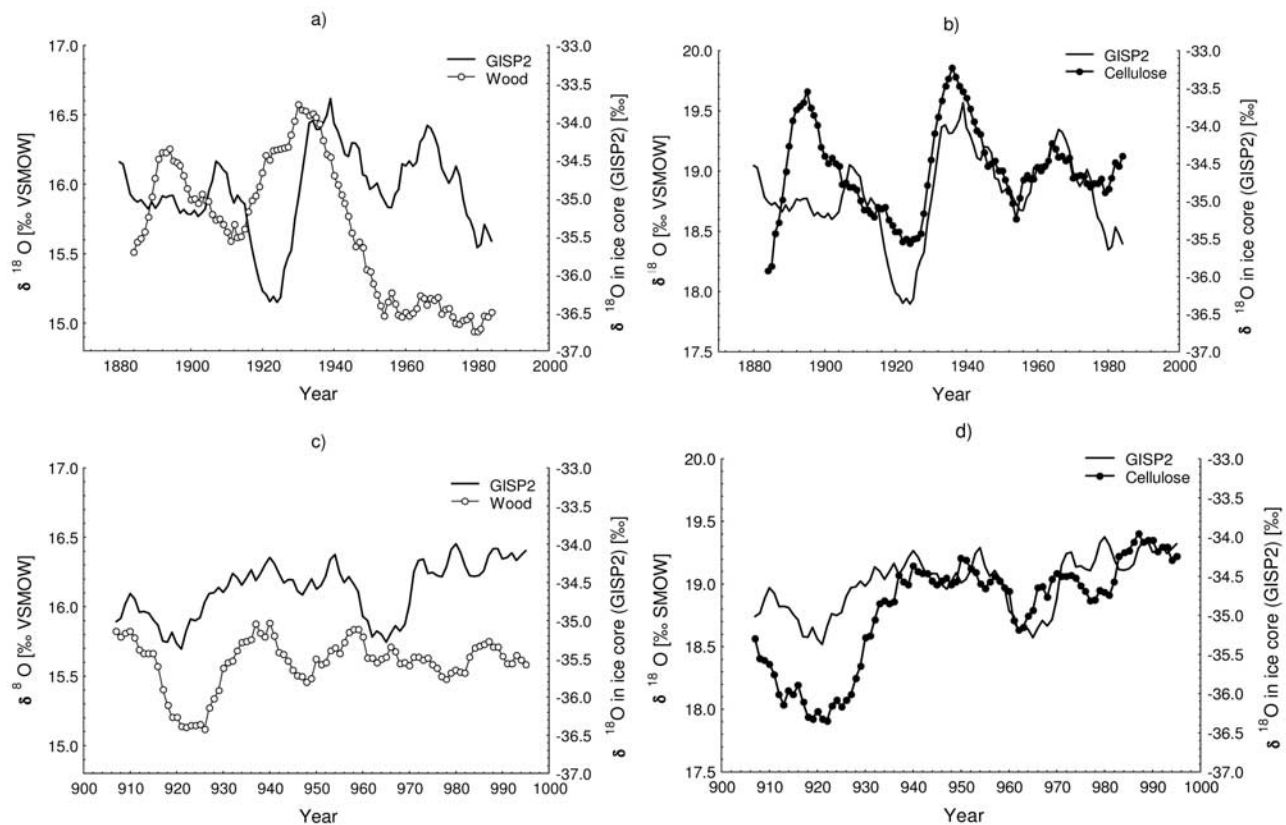 a)
GISP2
Wood
δ ¹⁸O [‰ VSMOW]
17.0
16.5
16.0
15.5
15.0
-33.0
-33.5
-34.0
-34.5
-35.0
-35.5
-36.0
-36.5
-37.0
δ ¹⁸O in ice core (GISP2) [‰]
1880 1900 1920 1940 1960 1980 2000
Year
b)
GISP2
Cellulose
δ ¹⁸O [‰ VSMOW]
20.0
19.5
19.0
18.5
18.0
17.5
-33.0
-33.5
-34.0
-34.5
-35.0
-35.5
-36.0
-36.5
-37.0
δ ¹⁸O in ice core (GISP2) [‰]
1880 1900 1920 1940 1960 1980 2000
Year
c)
GISP2
Wood
δ ⁸O [‰ VSMOW]
17.0
16.5
16.0
15.5
15.0
-33.0
-33.5
-34.0
-34.5
-35.0
-35.5
-36.0
-36.5
-37.0
δ ¹⁸O in ice core (GISP2) [‰]
900 910 920 930 940 950 960 970 980 990 1000
Year
d)
GISP2
Cellulose
δ ¹⁸O [‰ SMOW]
20.0
19.5
19.0
18.5
18.0
17.5
-33.0
-33.5
-34.0
-34.5
-35.0
-35.5
-36.0
-36.5
-37.0
δ ¹⁸O in ice core (GISP2) [‰]
900 910 920 930 940 950 960 970 980 990 1000
Year